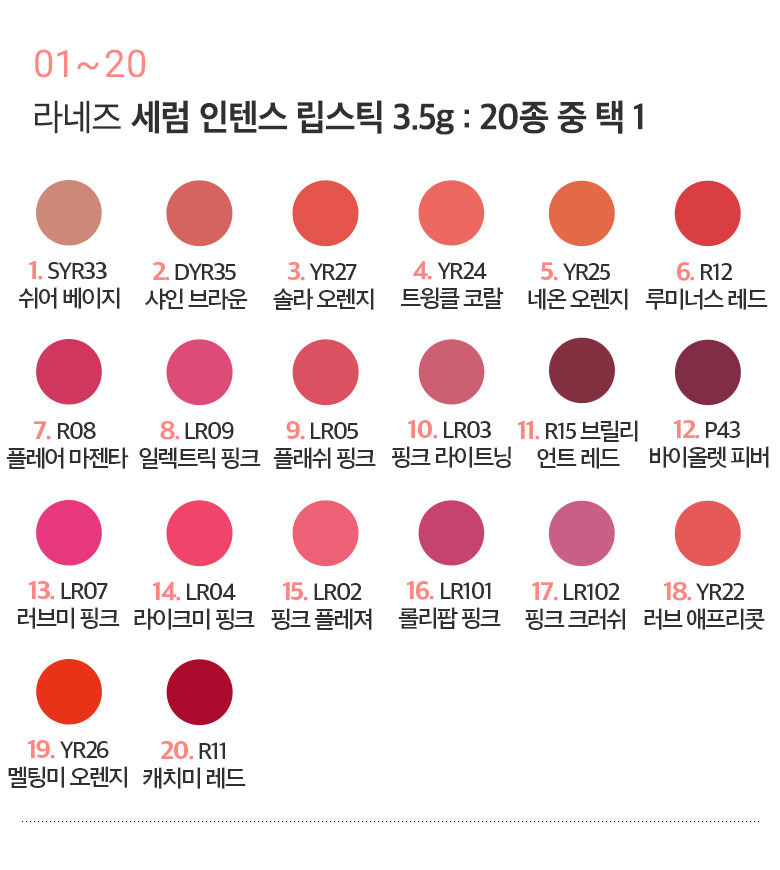 01~20
라네즈 세럼 인텐스 립스틱 3.5g : 20종 중 택 1
1. SYR33
쉬어 베이지
2. DYR35
샤인 브라운
3. YR27
솔라 오렌지
4. YR24
트윙클 코랄
5. YR25
네온 오렌지
6. R12
루미너스 레드
7. R08
플레어 마젠타
8. LR09
일렉트릭 핑크
9. LR05
플래쉬 핑크
10. LR03
핑크 라이트닝
11. R15 브릴리
언트 레드
12. P43
바이올렛 피버
13. LR07
러브미 핑크
14. LR04
라이크미 핑크
15. LR02
핑크 플레져
16. LR101
롤리팝 핑크
17. LR102
핑크 크러쉬
18. YR22
러브 애프리콧
19. YR26
멜팅미 오렌지
20. R11
캐치미 레드